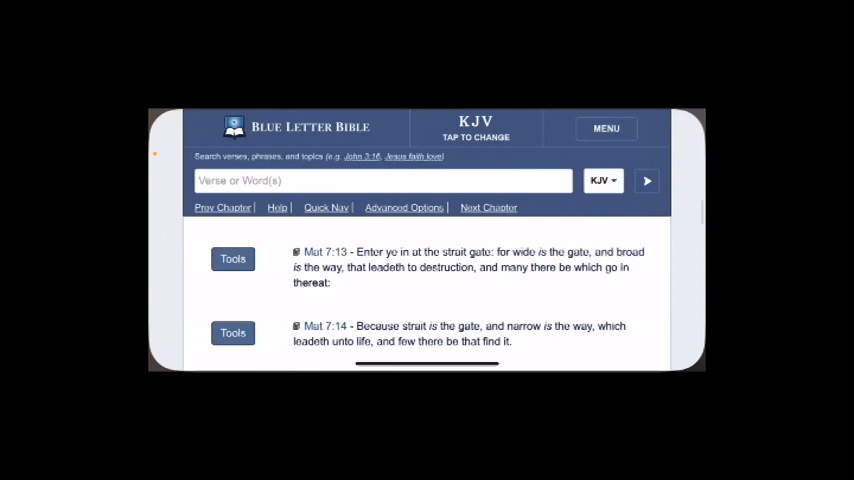 BLUE LETTER BIBLE
KJV
TAP TO CHANGE
MENU
Search verses, phrases, and topics (e.g. John 3:16, Jesus faith love)
Verse or Word(s)
KJV
Prev Chapter | Help | Quick Nav | Advanced Options | Next Chapter
Tools
Mat 7:13 - Enter ye in at the strait gate: for wide is the gate, and broad
is the way, that leadeth to destruction, and many there be which go in
thereat:
Tools
Mat 7:14 - Because strait is the gate, and narrow is the way, which
leadeth unto life, and few there be that find it.